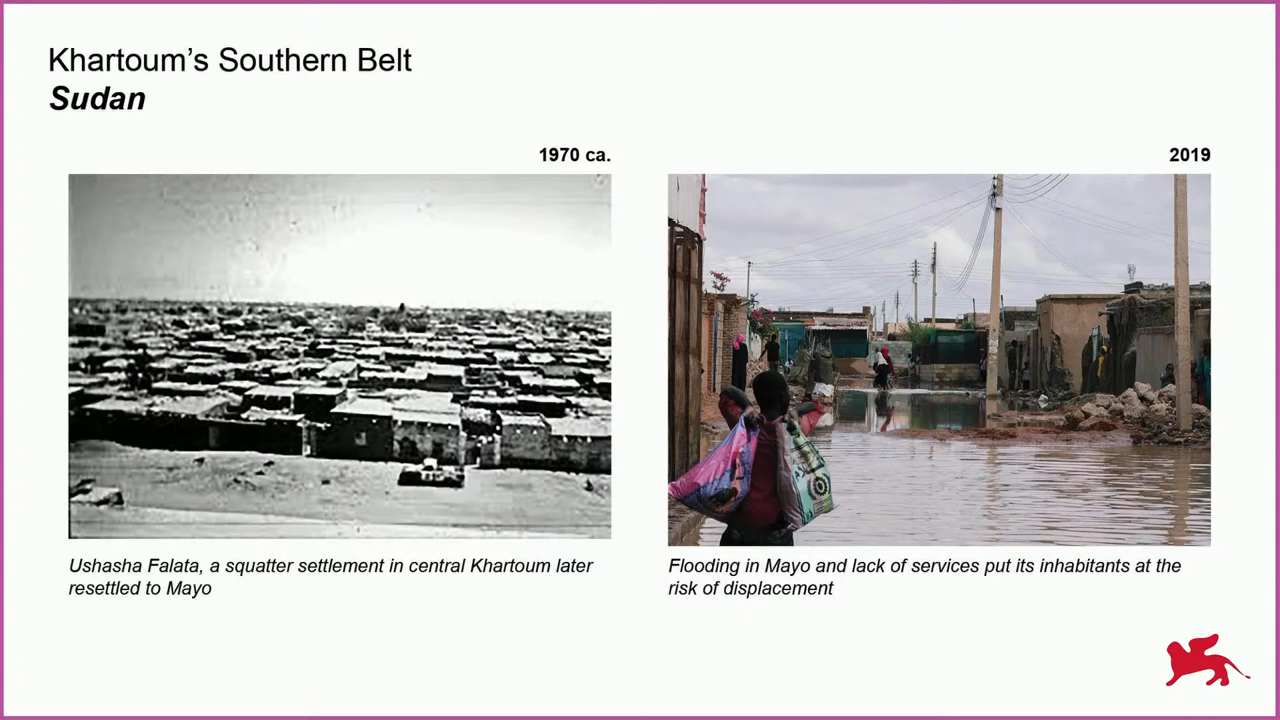 Khartoum’s Southern Belt
Sudan
1970 ca.
2019
Ushasha Falata, a squatter settlement in central Khartoum later
resettled to Mayo
Flooding in Mayo and lack of services put its inhabitants at the
risk of displacement